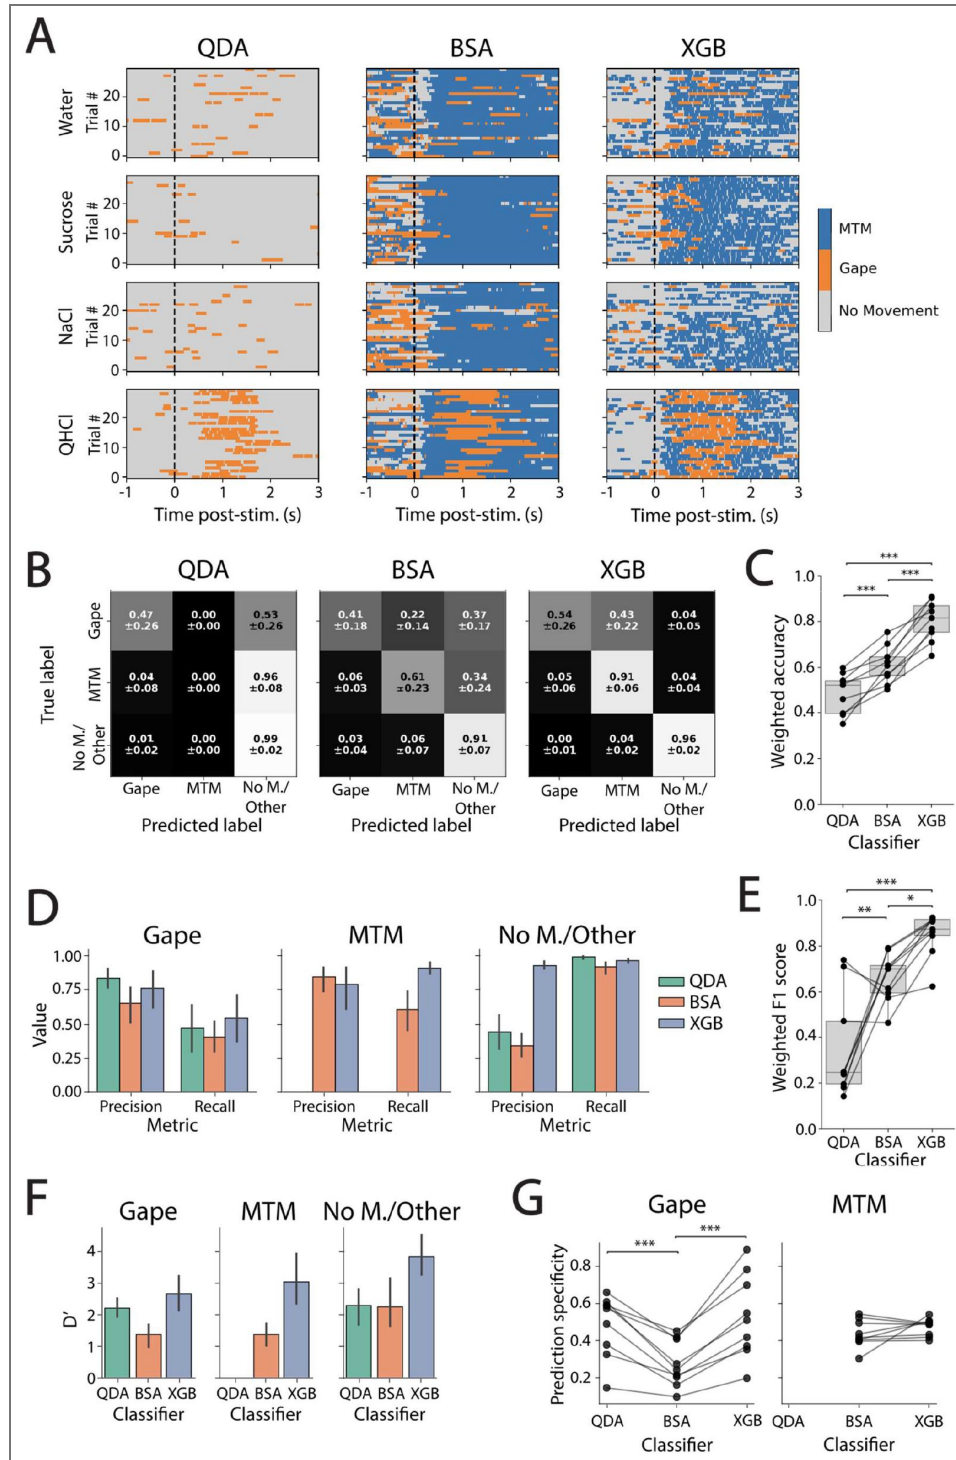 A
QDA
BSA
XGB
Water
Trial #
20
10
0
Sucrose
Trial #
20
10
0
NaCl
Trial #
20
10
0
QHCl
Trial #
20
10
0
-1 0 1 2 3
-1 0 1 2 3
-1 0 1 2 3
Time post-stim. (s)
Time post-stim. (s)
Time post-stim. (s)
MTM
Gape
No Movement
B
QDA
BSA
XGB
True label
Gape
MTM
No M./
Other
0.47 0.00 0.53
±0.26 ±0.00 ±0.26
0.04 0.00 0.96
±0.08 ±0.00 ±0.08
0.01 0.00 0.99
±0.02 ±0.00 ±0.02
0.41 0.22 0.37
±0.18 ±0.14 ±0.17
0.06 0.61 0.34
±0.03 ±0.23 ±0.24
0.03 0.06 0.91
±0.04 ±0.07 ±0.07
0.54 0.43 0.04
±0.26 ±0.22 ±0.05
0.05 0.91 0.04
±0.06 ±0.06 ±0.04
0.00 0.04 0.96
±0.01 ±0.02 ±0.02
Gape MTM No M./
Other
Gape MTM No M./
Other
Gape MTM No M./
Other
Predicted label
Predicted label
Predicted label
C
***
***
***
Weighted accuracy
1.0
0.8
0.6
0.4
0.2
0.0
QDA BSA XGB
Classifier
D
Gape
MTM
No M./Other
Value
1.00
0.75
0.50
0.25
0.00
Precision Recall
Precision Recall
Precision Recall
Metric
Metric
Metric
QDA
BSA
XGB
E
***
**
*
Weighted F1 score
1.0
0.8
0.6
0.4
0.2
0.0
QDA BSA XGB
Classifier
F
Gape
MTM
No M./Other
D′
4
3
2
1
0
QDA BSA XGB
QDA BSA XGB
QDA BSA XGB
Classifier
Classifier
Classifier
G
Gape
MTM
***
***
Prediction specificity
0.8
0.6
0.4
0.2
QDA BSA XGB
QDA BSA XGB
Classifier
Classifier